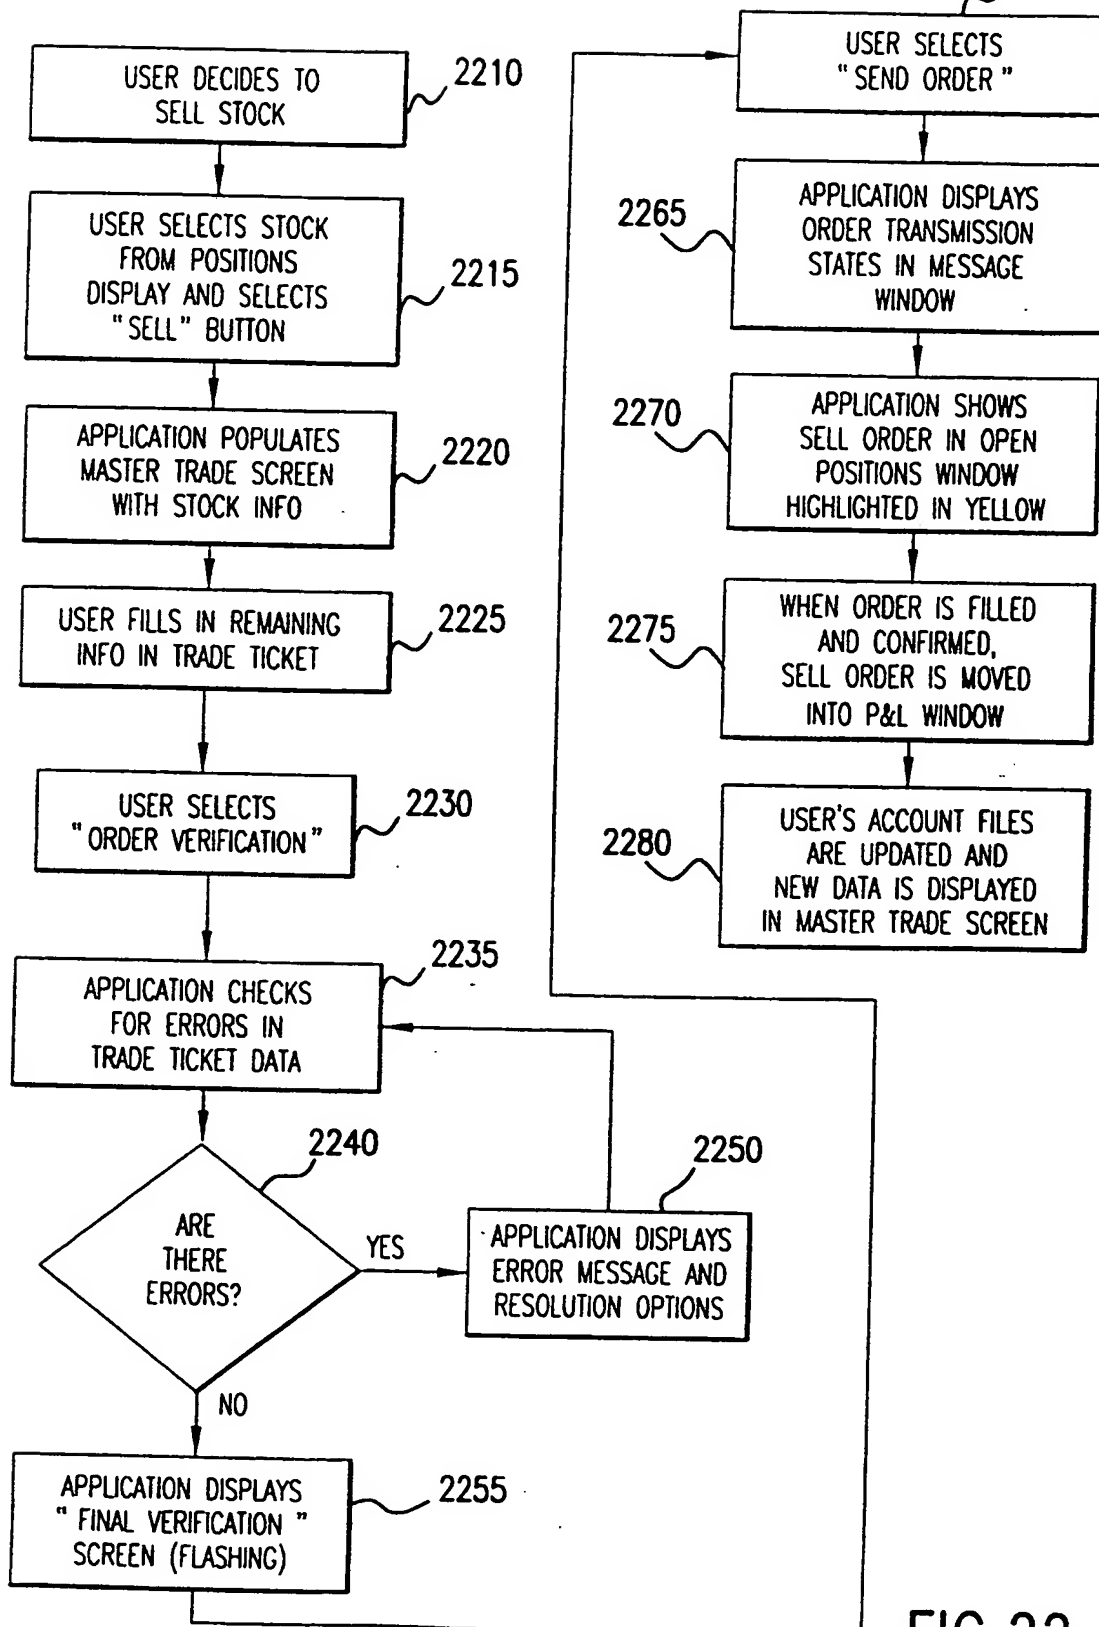 USER DECIDES TO
SELL STOCK
2210
USER SELECTS STOCK
FROM POSITIONS
DISPLAY AND SELECTS
"SELL" BUTTON
2215
APPLICATION POPULATES
MASTER TRADE SCREEN
WITH STOCK INFO
2220
USER FILLS IN REMAINING
INFO IN TRADE TICKET
2225
USER SELECTS
"ORDER VERIFICATION"
2230
APPLICATION CHECKS
FOR ERRORS IN
TRADE TICKET DATA
2235
ARE
THERE
ERRORS?
2240
YES
APPLICATION DISPLAYS
ERROR MESSAGE AND
RESOLUTION OPTIONS
2250
NO
APPLICATION DISPLAYS
" FINAL VERIFICATION "
SCREEN (FLASHING)
2255
USER SELECTS
" SEND ORDER "
APPLICATION DISPLAYS
ORDER TRANSMISSION
STATES IN MESSAGE
WINDOW
2265
APPLICATION SHOWS
SELL ORDER IN OPEN
POSITIONS WINDOW
HIGHLIGHTED IN YELLOW
2270
WHEN ORDER IS FILLED
AND CONFIRMED,
SELL ORDER IS MOVED
INTO P&L WINDOW
2275
USER'S ACCOUNT FILES
ARE UPDATED AND
NEW DATA IS DISPLAYED
IN MASTER TRADE SCREEN
2280